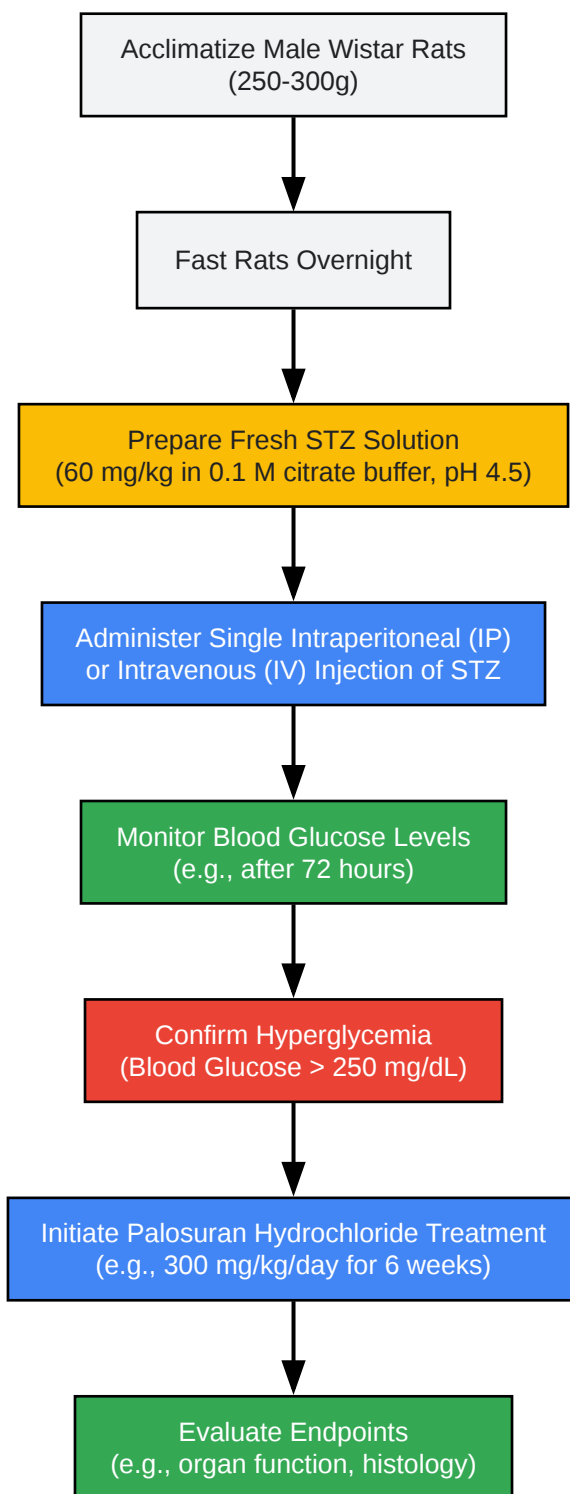 Acclimatize Male Wistar Rats
(250-300g)
Fast Rats Overnight
Prepare Fresh STZ Solution
(60 mg/kg in 0.1 M citrate buffer, pH 4.5)
Administer Single Intraperitoneal (IP)
or Intravenous (IV) Injection of STZ
Monitor Blood Glucose Levels
(e.g., after 72 hours)
Confirm Hyperglycemia
(Blood Glucose > 250 mg/dL)
Initiate Palosuran Hydrochloride Treatment
(e.g., 300 mg/kg/day for 6 weeks)
Evaluate Endpoints
(e.g., organ function, histology)